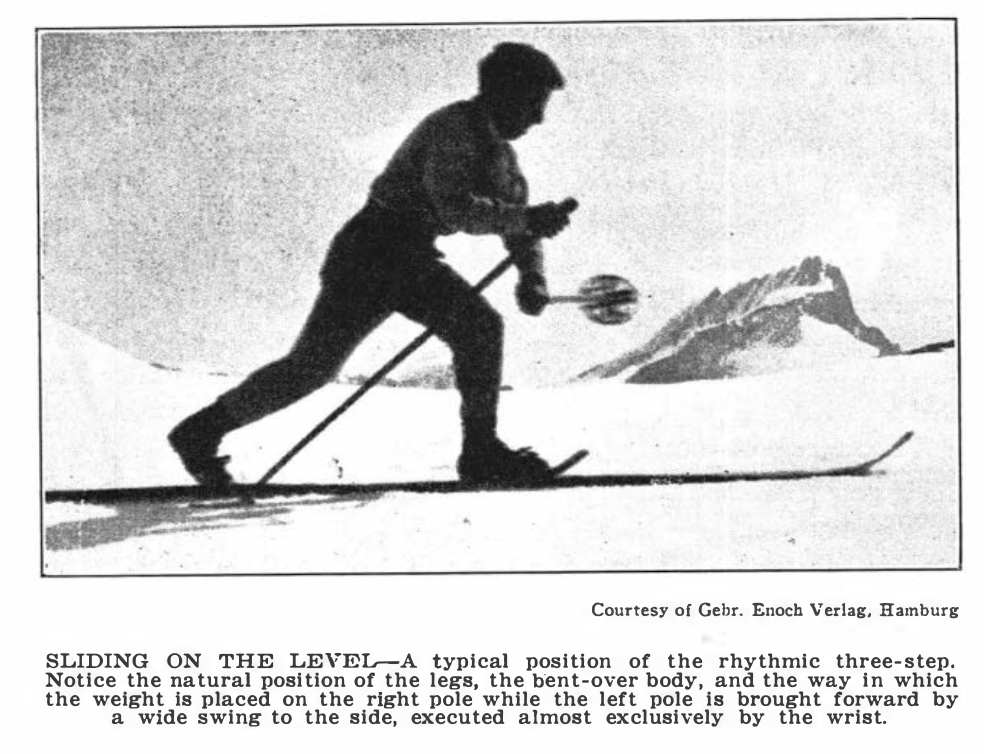 Courtesy of Gebr. Enoch Verlag, Hamburg
SLIDING ON THE LEVEL—A typical position of the rhythmic three-step.
Notice the natural position of the legs, the bent-over body, and the way in which
the weight is placed on the right pole while the left pole is brought forward by
a wide swing to the side, executed almost exclusively by the wrist.